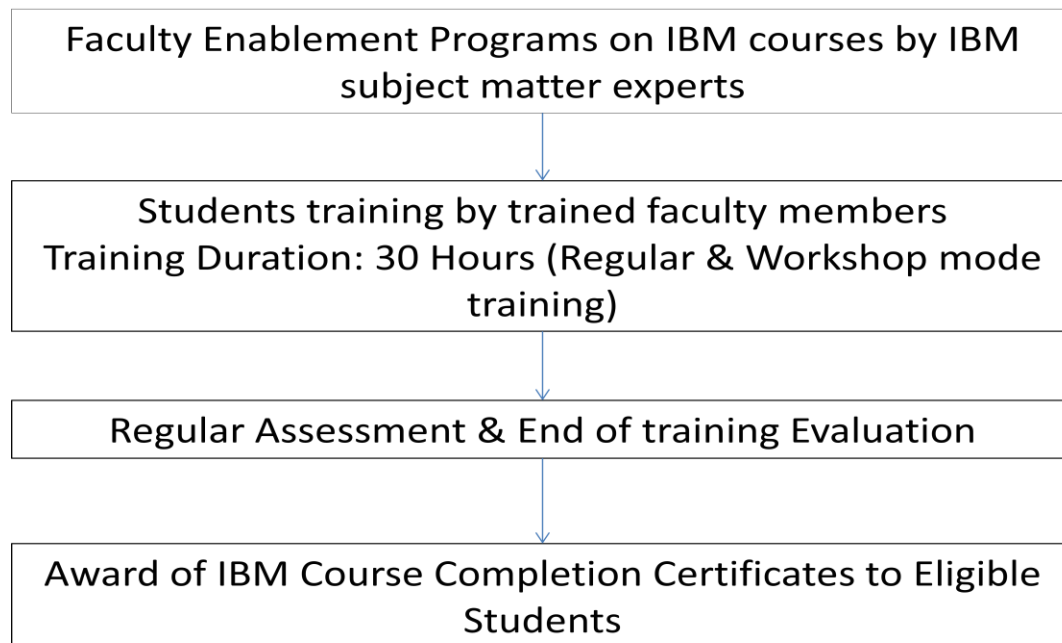 Faculty Enablement Programs on IBM courses by IBM
subject matter experts
Students training by trained faculty members
Training Duration: 30 Hours (Regular & Workshop mode
training)
Regular Assessment & End of training Evaluation
Award of IBM Course Completion Certificates to Eligible
Students